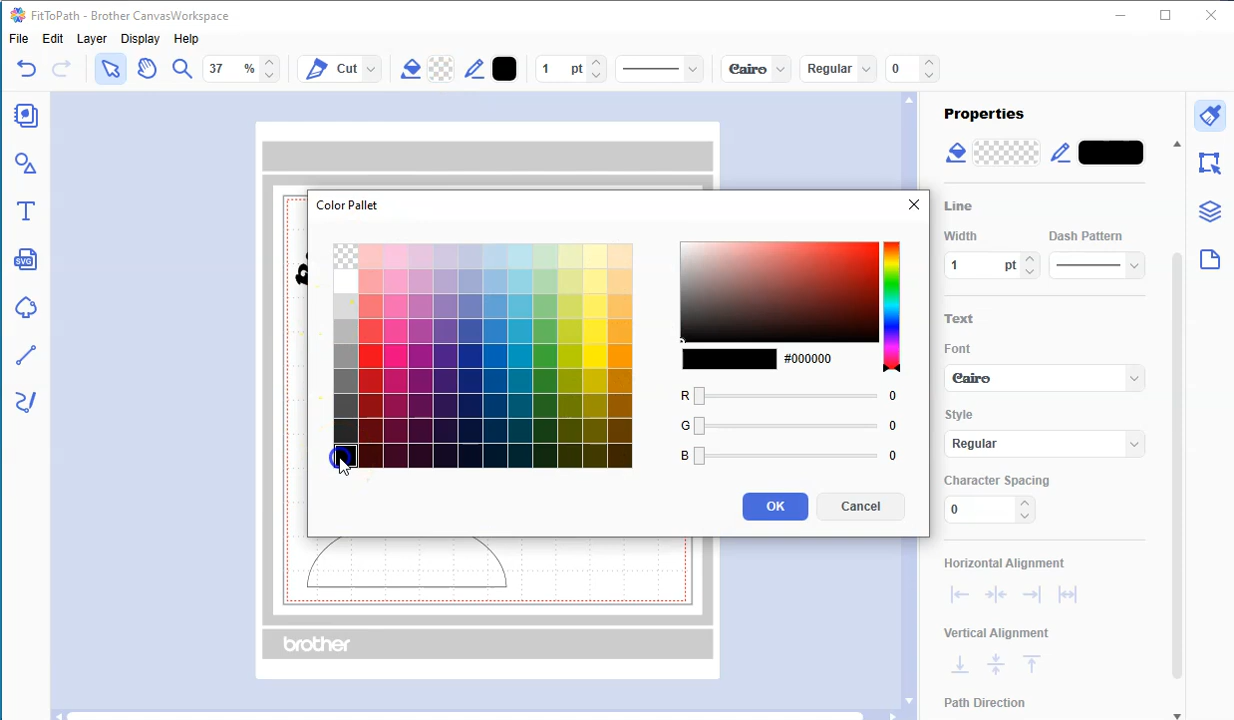 FitToPath - Brother CanvasWorkspace
File Edit Layer Display Help
37 % Cut 1 pt Cairo Regular 0
Properties
Color Pallet
Line
Width Dash Pattern
1 pt
#000000
Text
Font
Cairo
R 0
Style
G 0
Regular
B 0
Character Spacing
OK Cancel
0
Horizontal Alignment
Vertical Alignment
brother
Path Direction
SVG